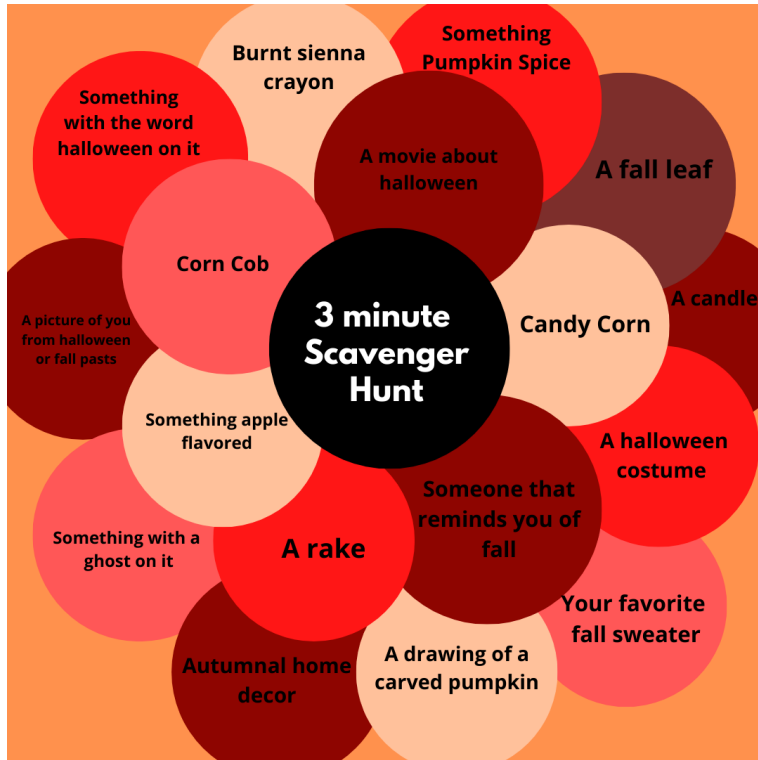 Burnt sienna
crayon
Something
Pumpkin Spice
Something
with the word
halloween on it
A movie about
halloween
A fall leaf
Corn Cob
A candle
A picture of you
from halloween
or fall pasts
3 minute
Scavenger
Hunt
Candy Corn
Something apple
flavored
A halloween
costume
Someone that
reminds you of
fall
Something with a
ghost on it
A rake
Your favorite
fall sweater
Autumnal home
decor
A drawing of a
carved pumpkin